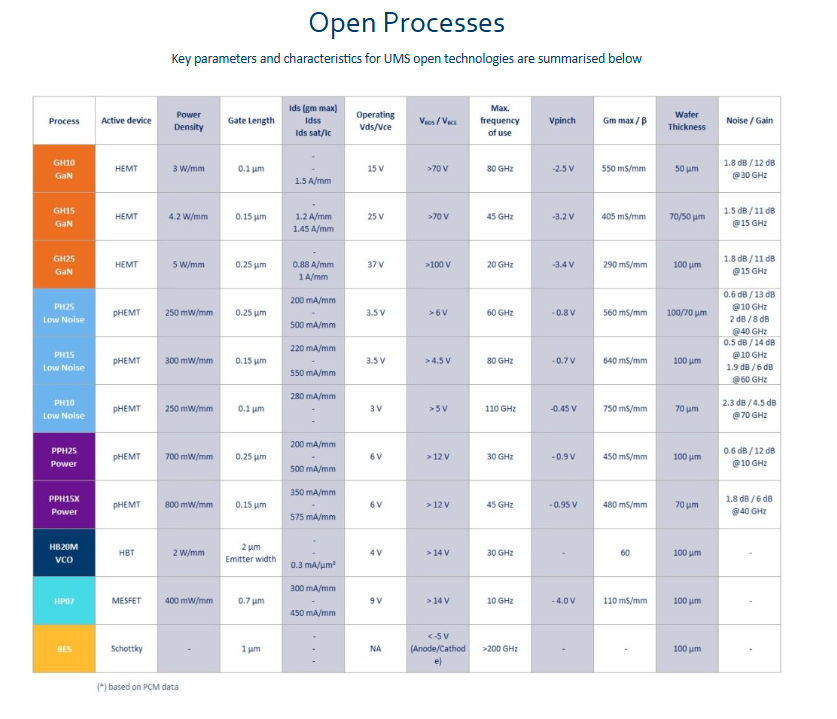 Open Processes
Key parameters and characteristics for UMS open technologies are summarised below
Process
Active device
Power
Density
Gate Length
Ids (gm max)
Idss
Ids sat/Ic
Operating
Vds/Vce
VBDS / VBCE
Max.
frequency
of use
Vpinch
Gm max / β
Wafer
Thickness
Noise / Gain
GH10
GaN
HEMT
3 W/mm
0.1 µm
-
-
1.5 A/mm
15 V
>70 V
80 GHz
-2.5 V
550 mS/mm
50 µm
1.8 dB / 12 dB
@30 GHz
GH15
GaN
HEMT
4.2 W/mm
0.15 µm
-
1.2 A/mm
1.45 A/mm
25 V
>70 V
45 GHz
-3.2 V
405 mS/mm
70/50 µm
1.5 dB / 11 dB
@15 GHz
GH25
GaN
HEMT
5 W/mm
0.25 µm
-
0.88 A/mm
1 A/mm
37 V
>100 V
20 GHz
-3.4 V
290 mS/mm
100 µm
1.8 dB / 11 dB
@15 GHz
PH25
Low Noise
pHEMT
250 mW/mm
0.25 µm
200 mA/mm
-
500 mA/mm
3.5 V
> 6 V
60 GHz
- 0.8 V
560 mS/mm
100/70 µm
0.6 dB / 13 dB
@10 GHz
2 dB / 8 dB
@40 GHz
PH15
Low Noise
pHEMT
300 mW/mm
0.15 µm
220 mA/mm
-
550 mA/mm
3.5 V
> 4.5 V
80 GHz
- 0.7 V
640 mS/mm
100 µm
0.5 dB / 14 dB
@10 GHz
1.9 dB / 6 dB
@60 GHz
PH10
Low Noise
pHEMT
250 mW/mm
0.1 µm
280 mA/mm
-
-
3 V
> 5 V
110 GHz
-0.45 V
750 mS/mm
70 µm
2.3 dB / 4.5 dB
@70 GHz
PPH25
Power
pHEMT
700 mW/mm
0.25 µm
200 mA/mm
-
500 mA/mm
6 V
> 12 V
30 GHz
- 0.9 V
450 mS/mm
100 µm
0.6 dB / 12 dB
@10 GHz
PPH15X
Power
pHEMT
800 mW/mm
0.15 µm
350 mA/mm
-
575 mA/mm
6 V
> 12 V
45 GHz
- 0.95 V
480 mS/mm
70 µm
1.8 dB / 6 dB
@40 GHz
HB20M
VCO
HBT
2 W/mm
2 µm
Emitter width
-
-
0.3 mA/µm²
4 V
> 14 V
30 GHz
-
60
100 µm
-
HP07
MESFET
400 mW/mm
0.7 µm
300 mA/mm
-
450 mA/mm
9 V
> 14 V
10 GHz
- 4.0 V
110 mS/mm
100 µm
-
BES
Schottky
-
1 µm
-
-
-
NA
< -5 V
(Anode/Cathod
e)
>200 GHz
-
-
100 µm
-
(*) based on PCM data